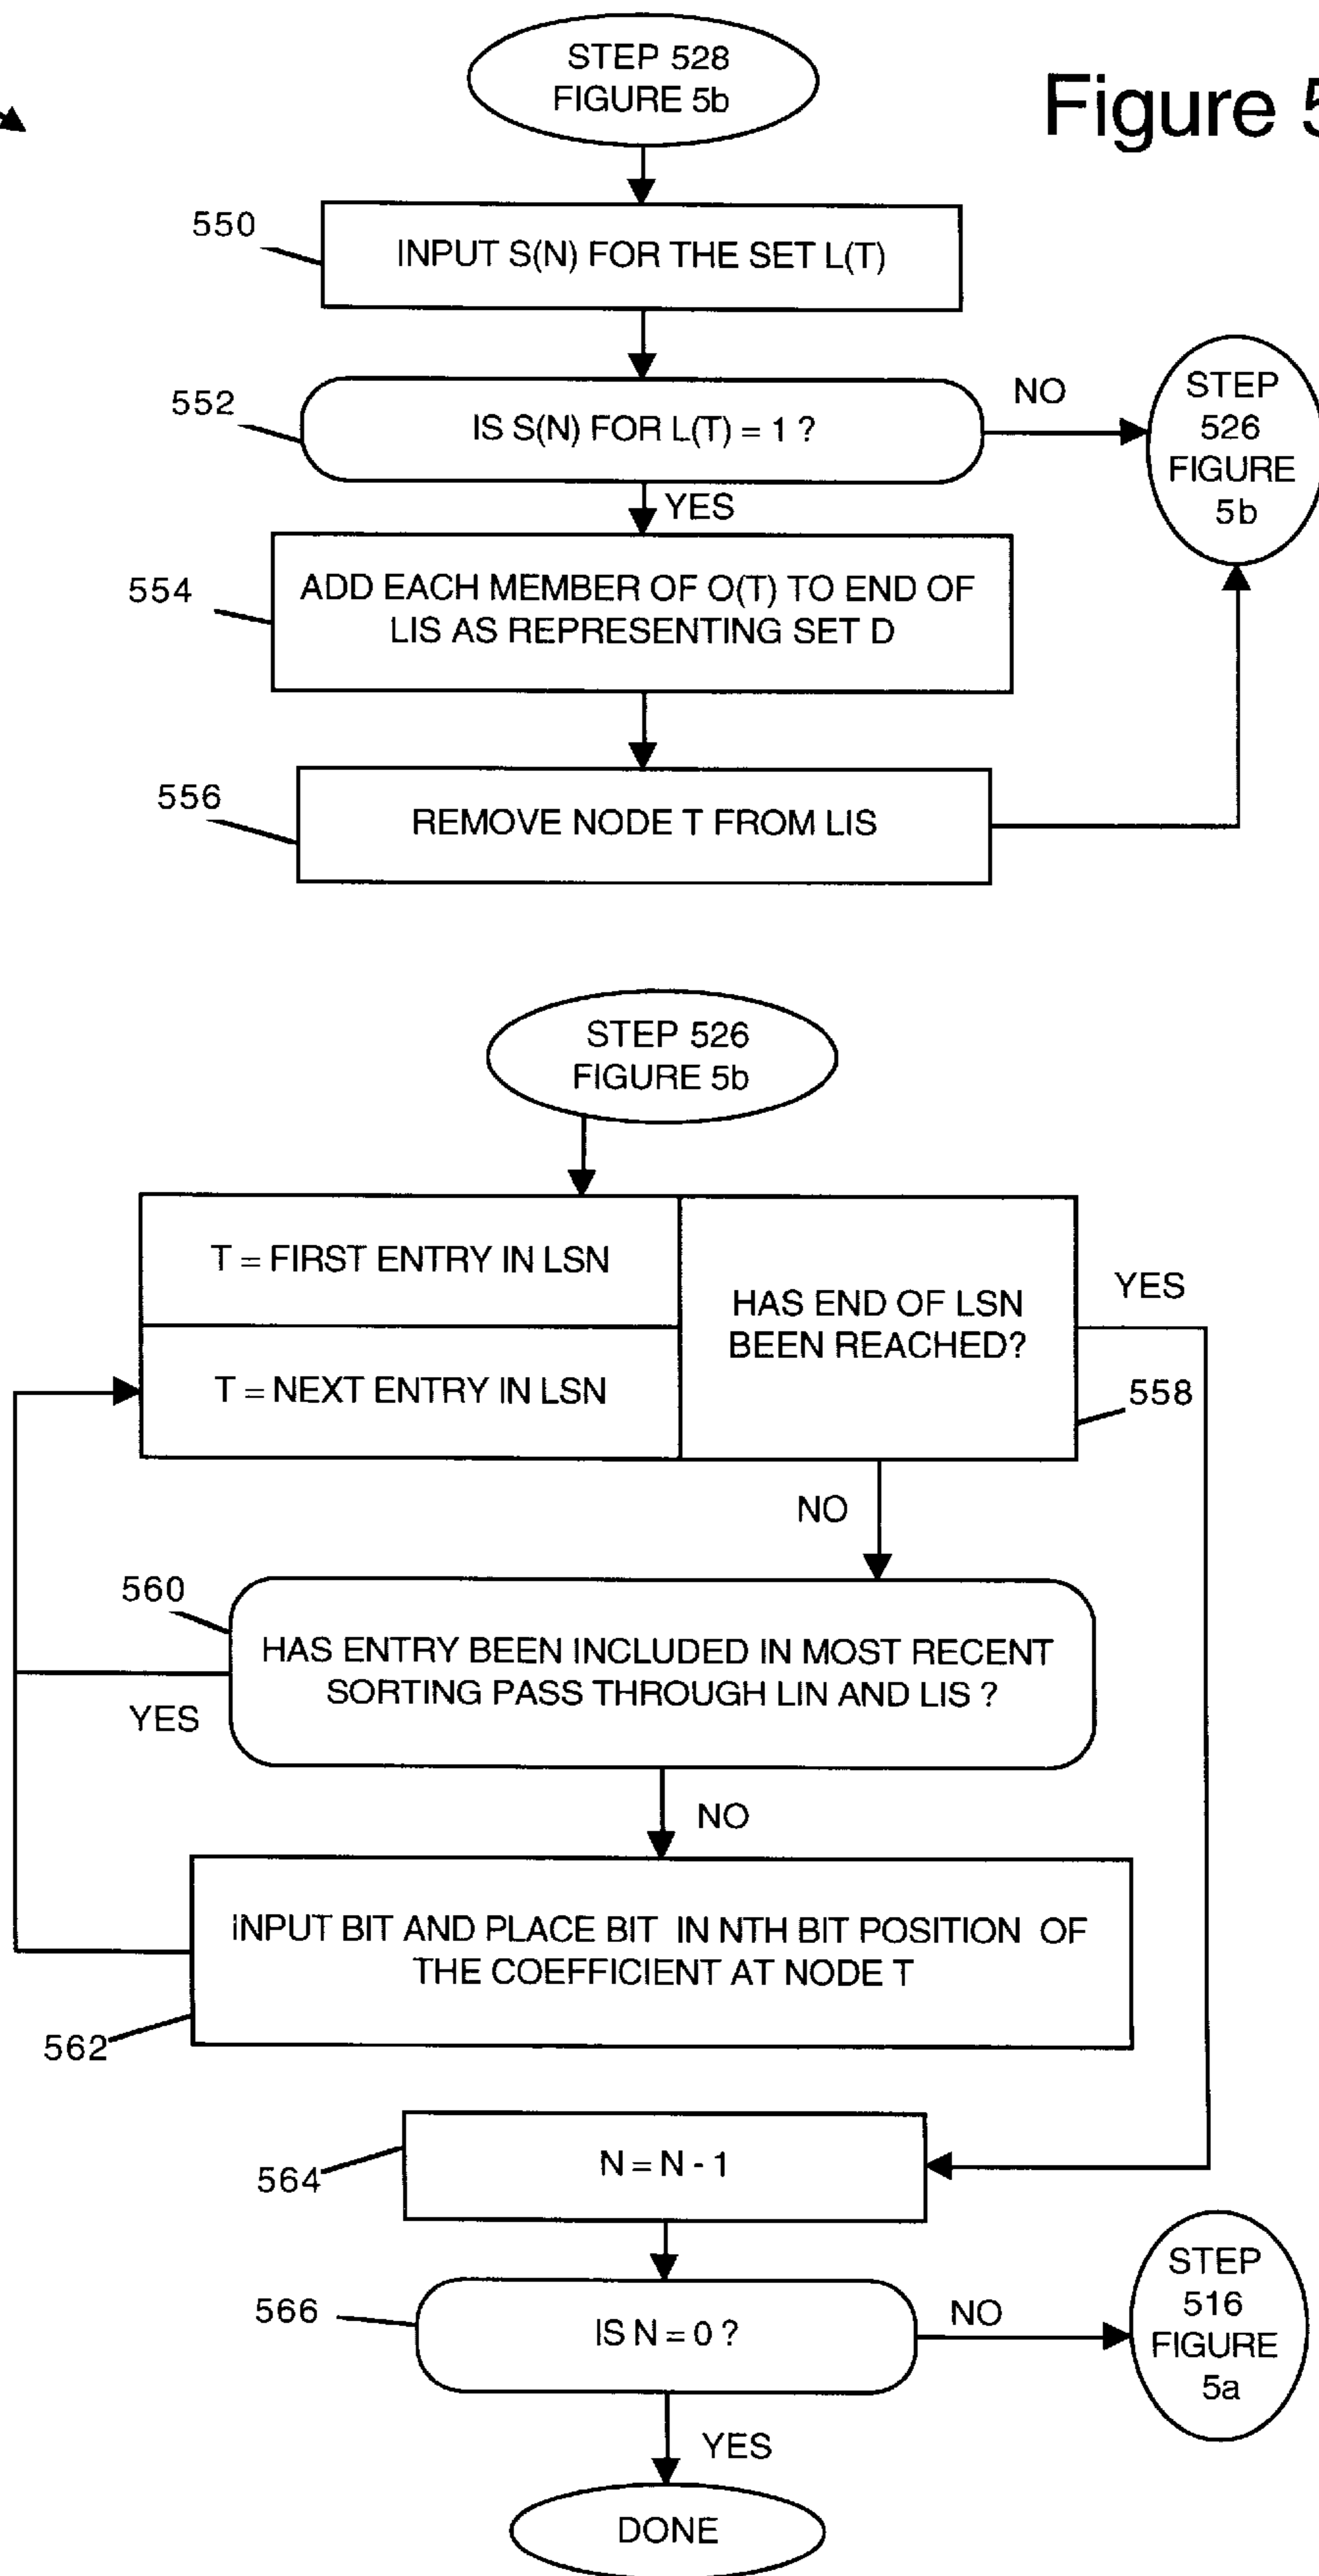 STEP 528
FIGURE 5b
Figure 5
550
INPUT S(N) FOR THE SET L(T)
552
IS S(N) FOR L(T) = 1 ?
NO
STEP
526
FIGURE
5b
YES
554
ADD EACH MEMBER OF O(T) TO END OF
LIS AS REPRESENTING SET D
556
REMOVE NODE T FROM LIS
STEP 526
FIGURE 5b
T = FIRST ENTRY IN LSN
T = NEXT ENTRY IN LSN
HAS END OF LSN
BEEN REACHED?
YES
558
NO
560
HAS ENTRY BEEN INCLUDED IN MOST RECENT
SORTING PASS THROUGH LIN AND LIS ?
YES
NO
INPUT BIT AND PLACE BIT IN NTH BIT POSITION OF
THE COEFFICIENT AT NODE T
562
564
N = N - 1
566
IS N = 0 ?
NO
STEP
516
FIGURE
5a
YES
DONE